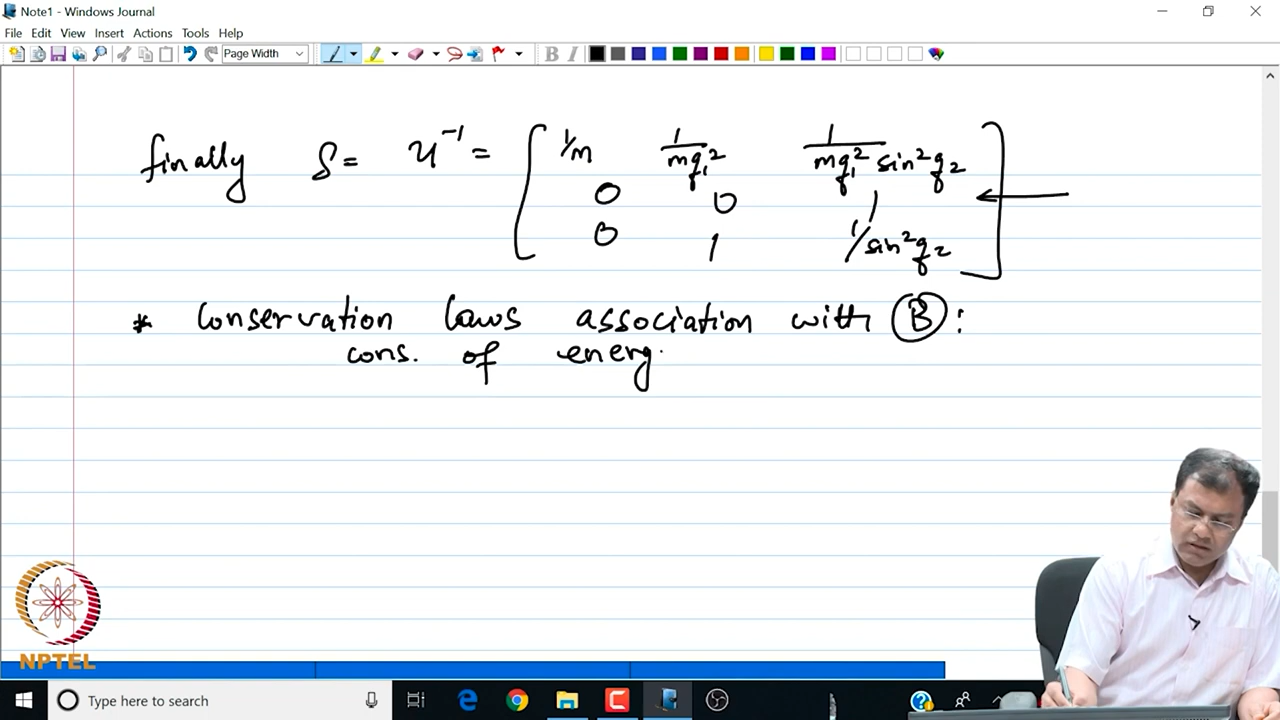 Note1 - Windows Journal
File Edit View Insert Actions Tools Help
Page Width
B I
finally S = U⁻¹ = [ 1/m 1/mq₁² 1/mq₁² sin²q₂
0 0 1
0 1 1/sin²q₂ ] ←
* Conservation laws association with B :
cons. of energ.
NPTEL
Type here to search